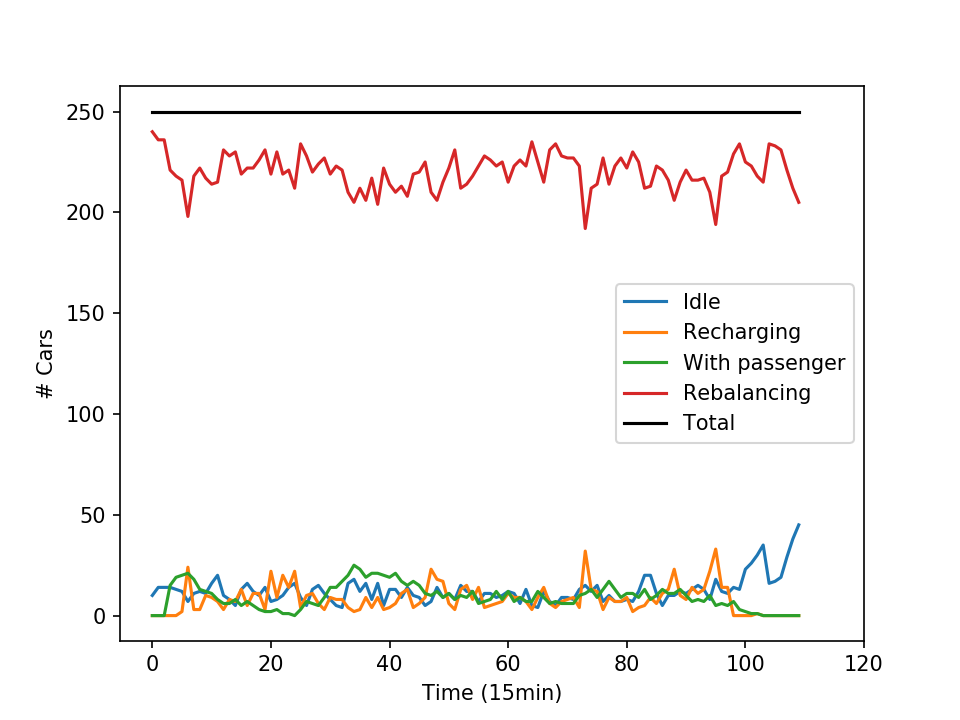 250
200
150
100
50
0
# Cars
Idle
Recharging
With passenger
Rebalancing
Total
0 20 40 60 80 100 120
Time (15min)